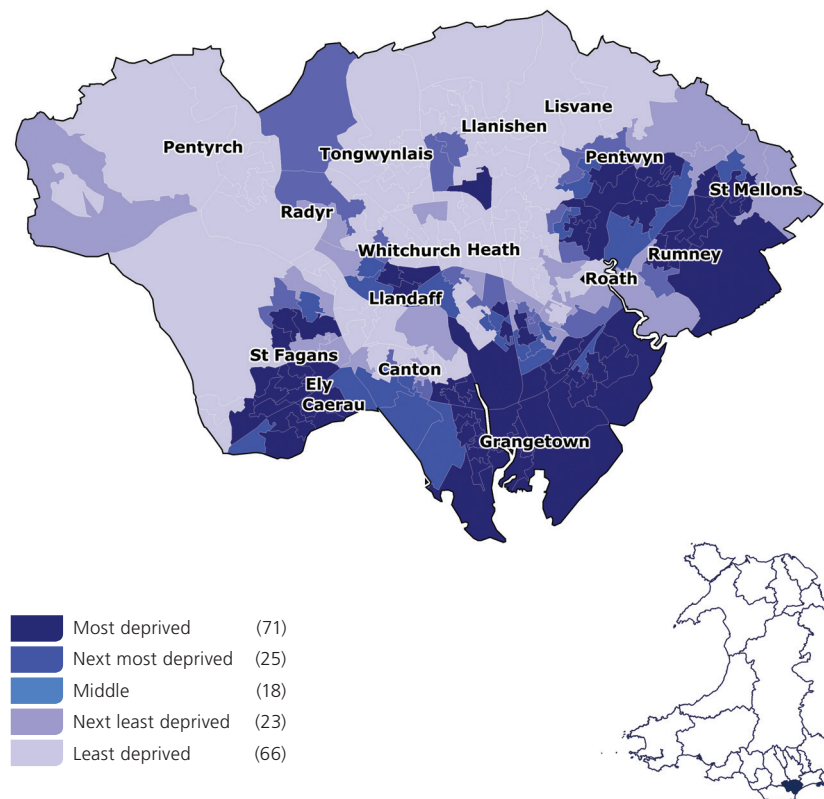 Lisvane
Llanishen
Pentyrch
Tongwynlais
Pentwyn
St Mellons
Radyr
Whitchurch Heath
Rumney
Roath
Llandaff
St Fagans
Canton
Ely
Caerau
Grangetown
Most deprived (71)
Next most deprived (25)
Middle (18)
Next least deprived (23)
Least deprived (66)